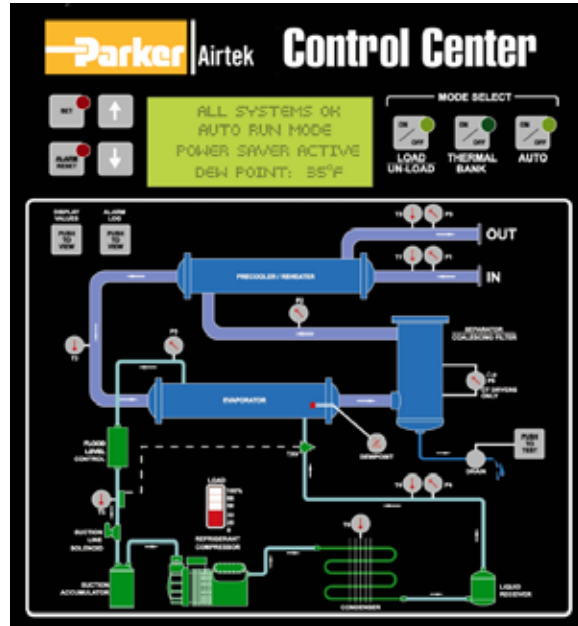 Parker Airtek Control Center
SET
ALARM
RESET
ALL SYSTEMS OK
AUTO RUN MODE
POWER SAVER ACTIVE
DEW POINT: 35°F
MODE SELECT
ON
OFF
ON
OFF
ON
OFF
LOAD
UN-LOAD
THERMAL
BANK
AUTO
DISPLAY
VALUES
ALARM
LOG
PUSH
TO
VIEW
PUSH
TO
VIEW
OUT
IN
PRECOOLER / REHEATER
SEPARATOR
COALESCING FILTER
EVAPORATOR
DEWPOINT
ONLY
DRAIN
PUSH
TO
TEST
FLOOD
LEVEL
CONTROL
LOAD
100%
SUCTION
LINE
SOLENOID
REFRIGERANT
COMPRESSOR
SUCTION
ACCUMULATOR
CONDENSER
LIQUID
RECEIVER